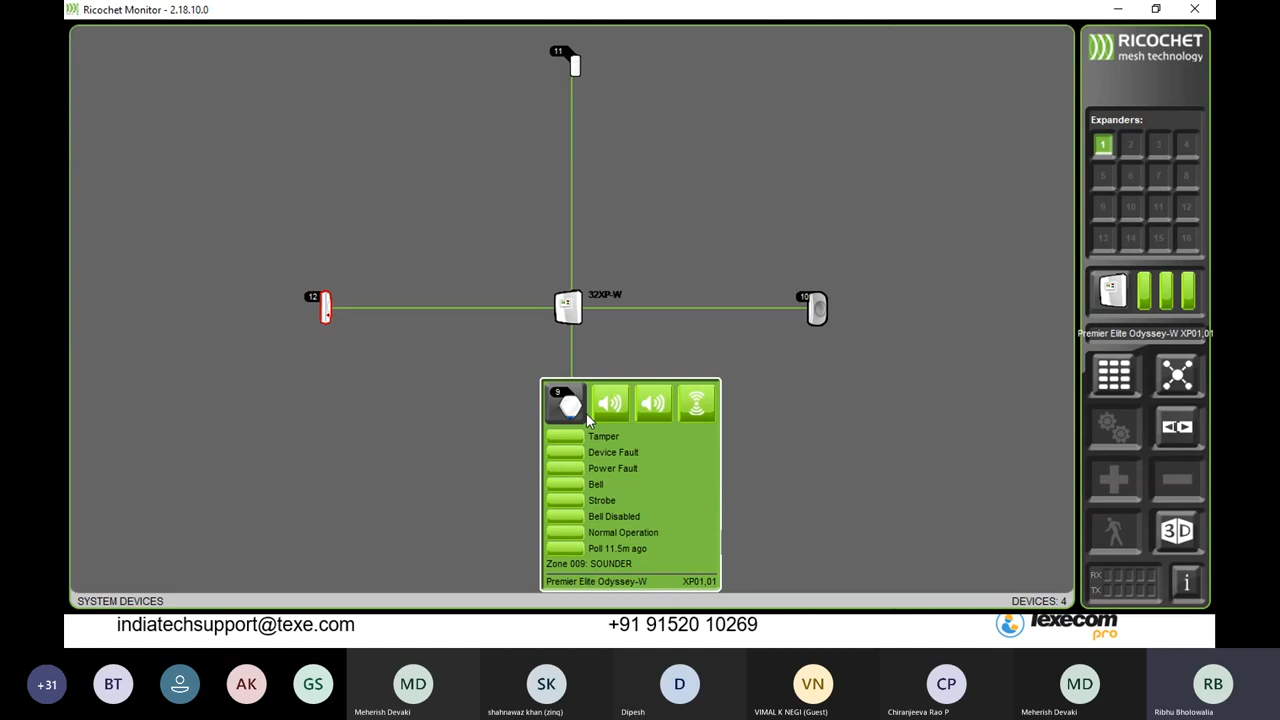 Ricochet Monitor - 2.18.10.0
RICOCHET
mesh technology
Expanders:
1 2 3 4
5 6 7 8
9 10 11 12
13 14 15 16
11
12
32XP-W
10
9
Tamper
Device Fault
Power Fault
Bell
Strobe
Bell Disabled
Normal Operation
Poll 11.5m ago
Zone 009: SOUNDER
Premier Elite Odyssey-W XP01,01
Premier Elite Odyssey-W XP01,01
3D
RX
TX
i
SYSTEM DEVICES
DEVICES: 4
indiatechsupport@texe.com
+91 91520 10269
Texecom
pro
+31
BT
AK
GS
MD
Meherish Devaki
SK
shahnawaz khan (zinq)
D
Dipesh
VN
VIMAL K NEGI (Guest)
CP
Chiranjeeva Rao P
MD
Meherish Devaki
RB
Ribhu Bholowalia